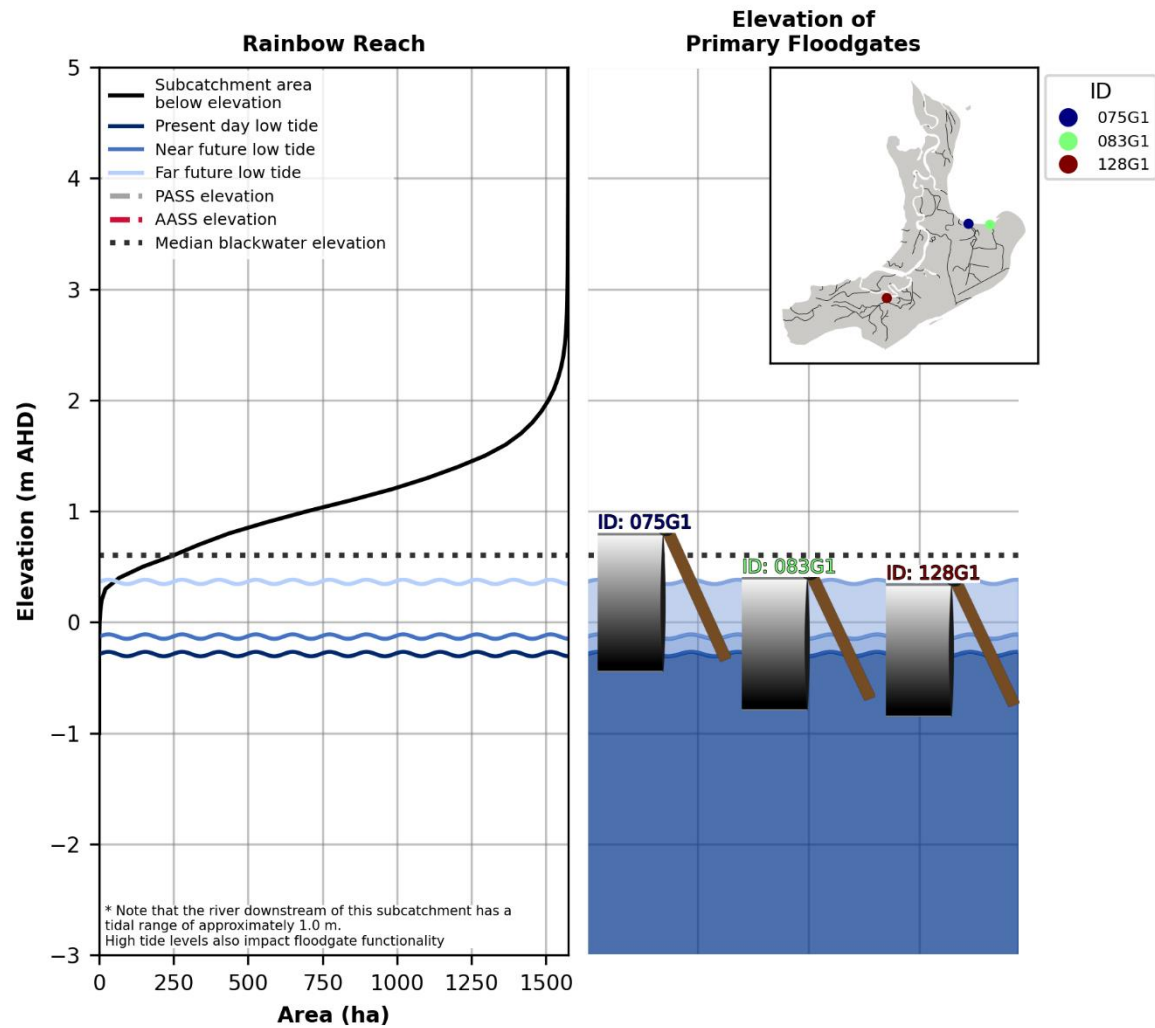 Rainbow Reach
Elevation of
Primary Floodgates
Subcatchment area
below elevation
Present day low tide
Near future low tide
Far future low tide
PASS elevation
AASS elevation
Median blackwater elevation
ID
075G1
083G1
128G1
Elevation (m AHD)
5
4
3
2
1
0
−1
−2
−3
ID: 075G1
ID: 083G1
ID: 128G1
* Note that the river downstream of this subcatchment has a
tidal range of approximately 1.0 m.
High tide levels also impact floodgate functionality
0 250 500 750 1000 1250 1500
Area (ha)